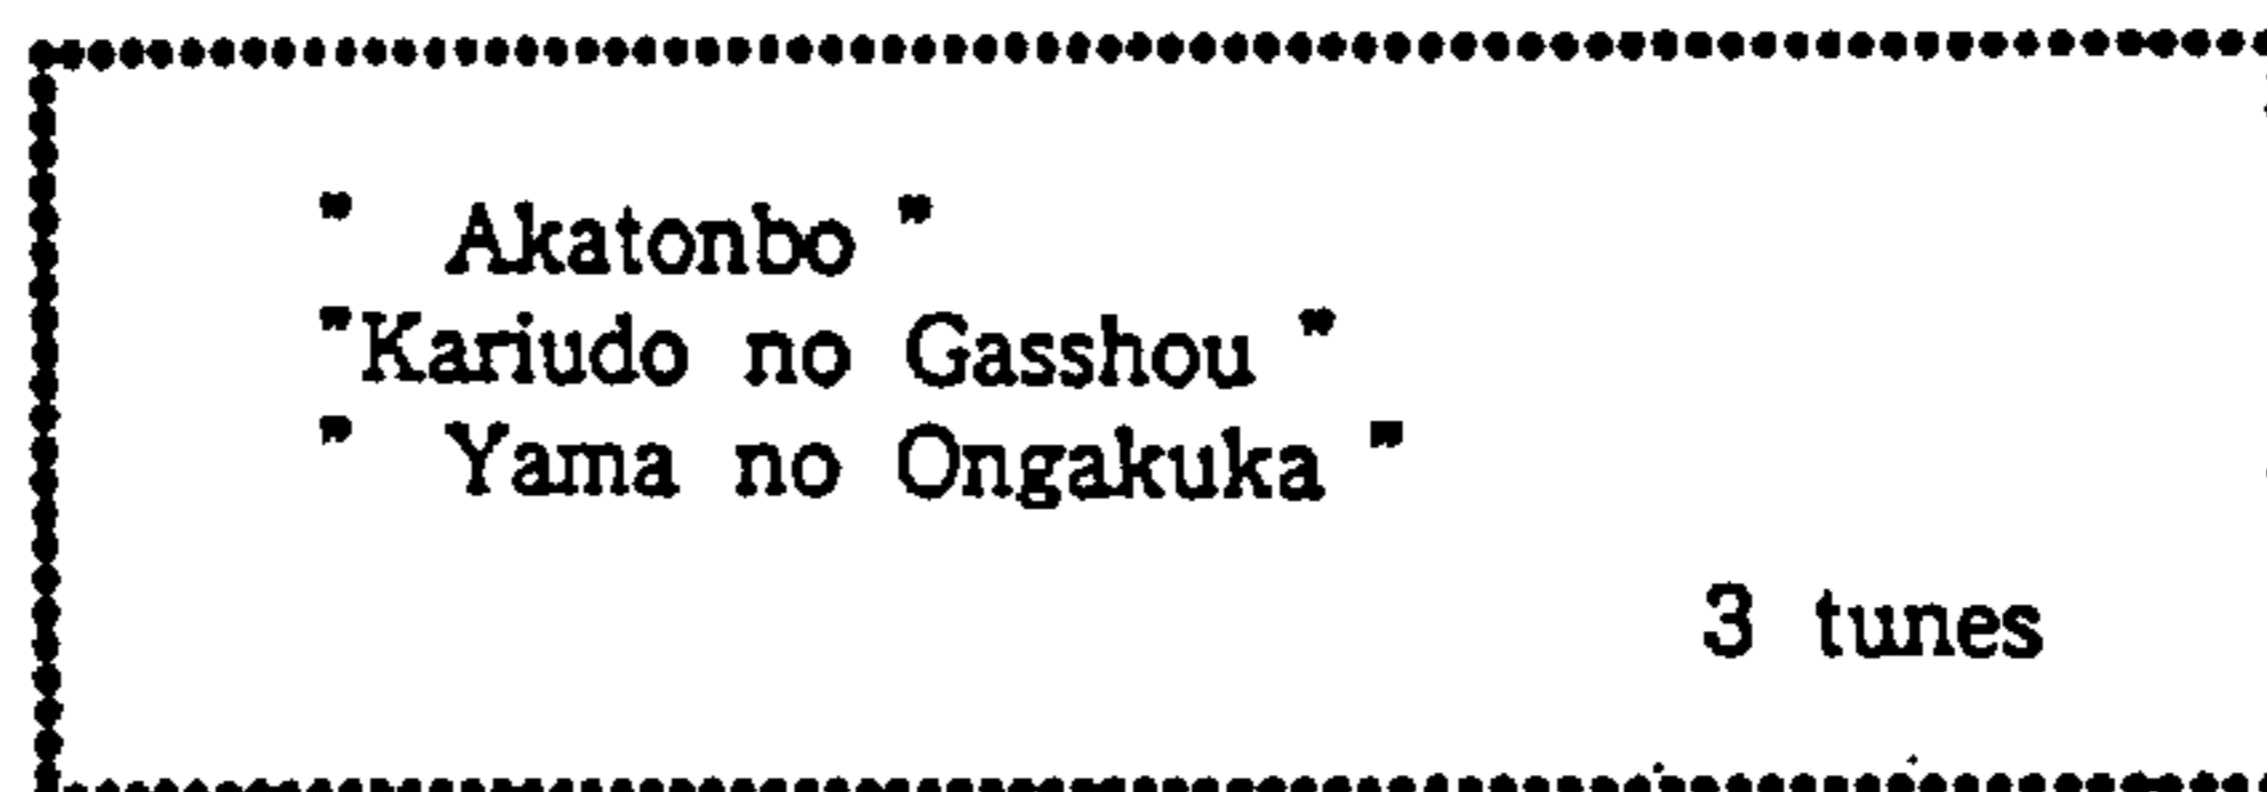 " Akatonbo "
"Kariudo no Gasshou "
" Yama no Ongakuka "
3 tunes